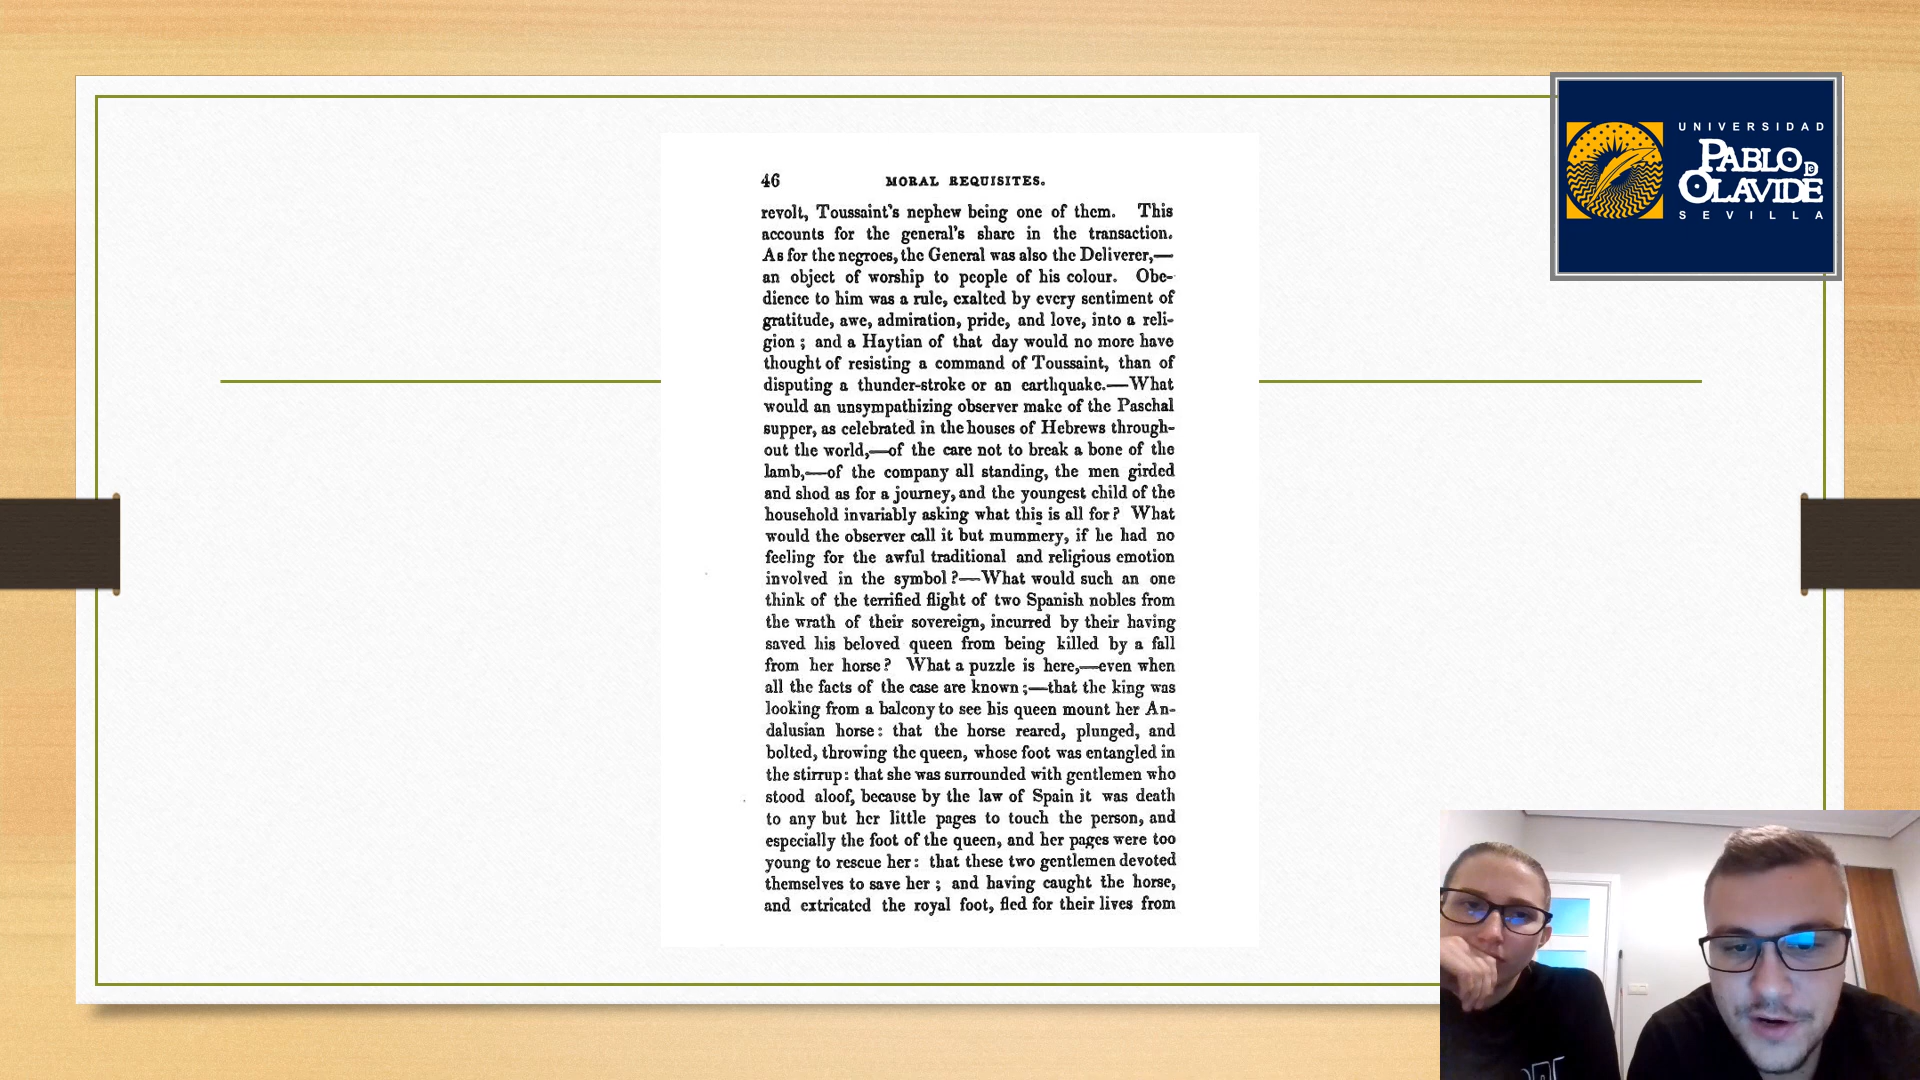 46 MORAL REQUISITES.
revolt, Toussaint's nephew being one of them. This
accounts for the general's share in the transaction.
As for the negroes, the General was also the Deliverer,—
an object of worship to people of his colour. Obe-
dience to him was a rule, exalted by every sentiment of
gratitude, awe, admiration, pride, and love, into a reli-
gion ; and a Haytian of that day would no more have
thought of resisting a command of Toussaint, than of
disputing a thunder-stroke or an earthquake.—What
would an unsympathizing observer make of the Paschal
supper, as celebrated in the houses of Hebrews through-
out the world,—of the care not to break a bone of the
lamb,—of the company all standing, the men girded
and shod as for a journey, and the youngest child of the
household invariably asking what this is all for ? What
would the observer call it but mummery, if he had no
feeling for the awful traditional and religious emotion
involved in the symbol ?—What would such an one
think of the terrified flight of two Spanish nobles from
the wrath of their sovereign, incurred by their having
saved his beloved queen from being killed by a fall
from her horse ? What a puzzle is here,—even when
all the facts of the case are known ;—that the king was
looking from a balcony to see his queen mount her An-
dalusian horse : that the horse reared, plunged, and
bolted, throwing the queen, whose foot was entangled in
the stirrup : that she was surrounded with gentlemen who
stood aloof, because by the law of Spain it was death
to any but her little pages to touch the person, and
especially the foot of the queen, and her pages were too
young to rescue her : that these two gentlemen devoted
themselves to save her ; and having caught the horse,
and extricated the royal foot, fled for their lives from
UNIVERSIDAD
PABLO DE
OLAVIDE
SEVILLA